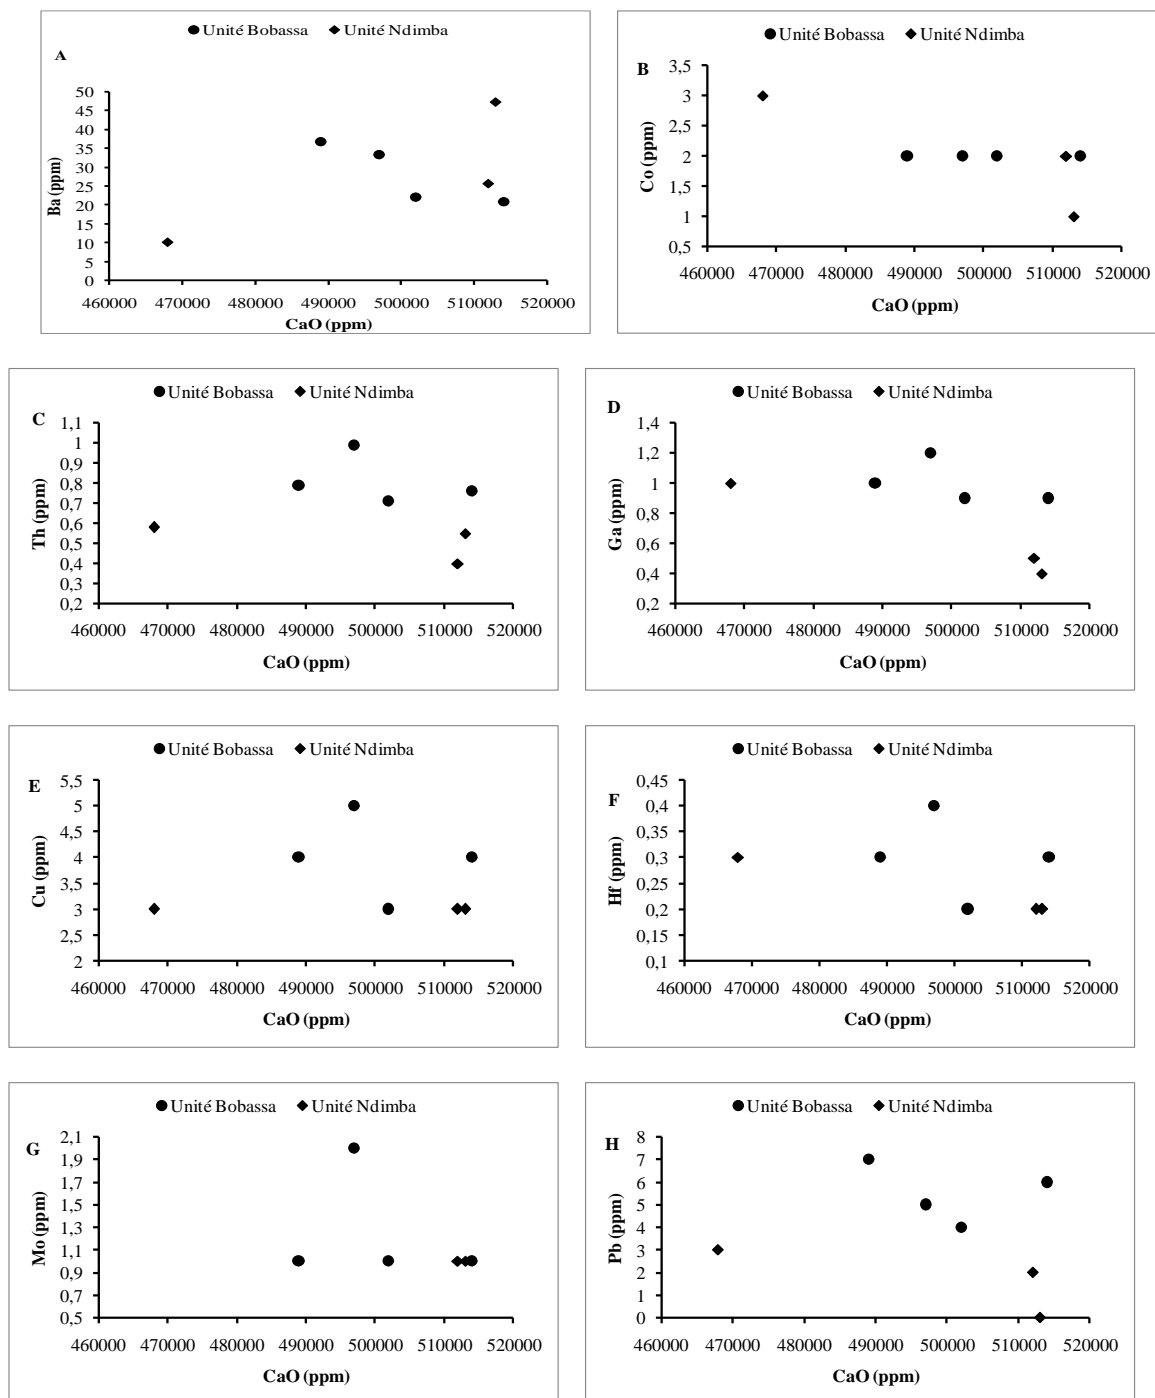 Unité Bobassa Unité Ndimba
A
50
45
40
35
30
25
20
15
10
5
0
Ba (ppm)
460000 470000 480000 490000 500000 510000 520000
CaO (ppm)
Unité Bobassa Unité Ndimba
B
3,5
3
2,5
2
1,5
1
0,5
Co (ppm)
460000 470000 480000 490000 500000 510000 520000
CaO (ppm)
Unité Bobassa Unité Ndimba
C
1,1
1
0,9
0,8
0,7
0,6
0,5
0,4
0,3
0,2
Th (ppm)
460000 470000 480000 490000 500000 510000 520000
CaO (ppm)
Unité Bobassa Unité Ndimba
D
1,4
1,2
1
0,8
0,6
0,4
0,2
Ga (ppm)
460000 470000 480000 490000 500000 510000 520000
CaO (ppm)
Unité Bobassa Unité Ndimba
E
5,5
5
4,5
4
3,5
3
2,5
2
Cu (ppm)
460000 470000 480000 490000 500000 510000 520000
CaO (ppm)
Unité Bobassa Unité Ndimba
F
0,45
0,4
0,35
0,3
0,25
0,2
0,15
0,1
Hf (ppm)
460000 470000 480000 490000 500000 510000 520000
CaO (ppm)
Unité Bobassa Unité Ndimba
G
2,1
1,9
1,7
1,5
1,3
1,1
0,9
0,7
0,5
Mo (ppm)
460000 470000 480000 490000 500000 510000 520000
CaO (ppm)
Unité Bobassa Unité Ndimba
H
8
7
6
5
4
3
2
1
0
Pb (ppm)
460000 470000 480000 490000 500000 510000 520000
CaO (ppm)